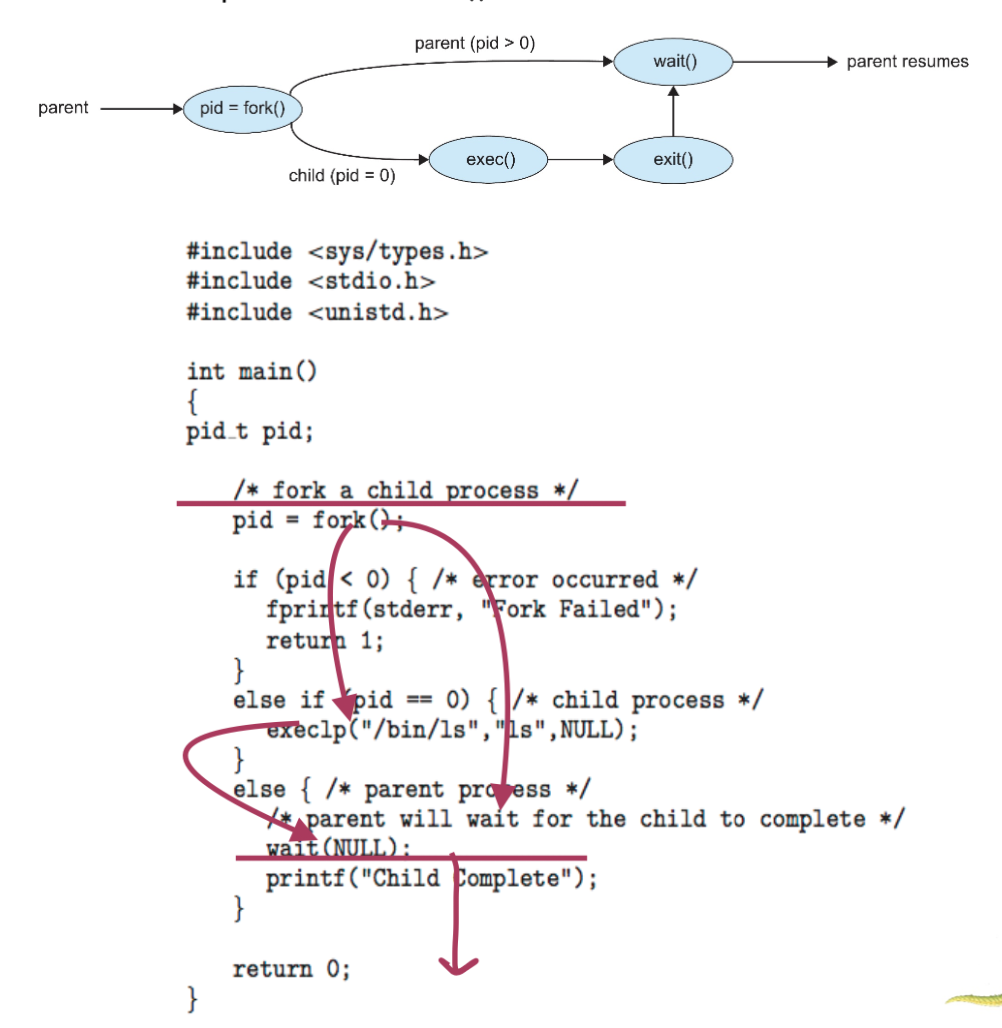 parent (pid > 0)
wait()
parent resumes
parent
pid = fork()
exec()
exit()
child (pid = 0)
#include <sys/types.h>
#include <stdio.h>
#include <unistd.h>
int main()
{
pid_t pid;
/* fork a child process */
pid = fork();
if (pid < 0) { /* error occurred */
fprintf(stderr, "Fork Failed");
return 1;
}
else if (pid == 0) { /* child process */
execlp("/bin/ls","ls",NULL);
}
else { /* parent process */
/* parent will wait for the child to complete */
wait(NULL);
printf("Child Complete");
}
return 0;
}